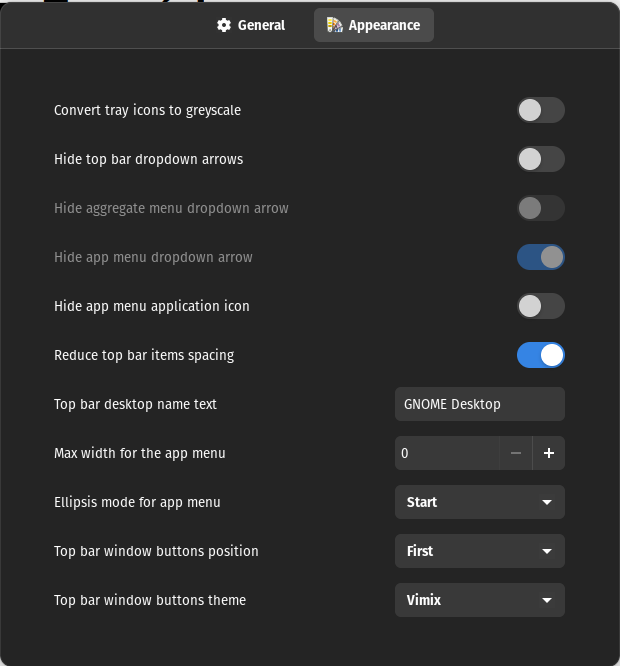 General Appearance
Convert tray icons to greyscale
Hide top bar dropdown arrows
Hide aggregate menu dropdown arrow
Hide app menu dropdown arrow
Hide app menu application icon
Reduce top bar items spacing
Top bar desktop name text GNOME Desktop
Max width for the app menu 0
Ellipsis mode for app menu Start
Top bar window buttons position First
Top bar window buttons theme Vimix